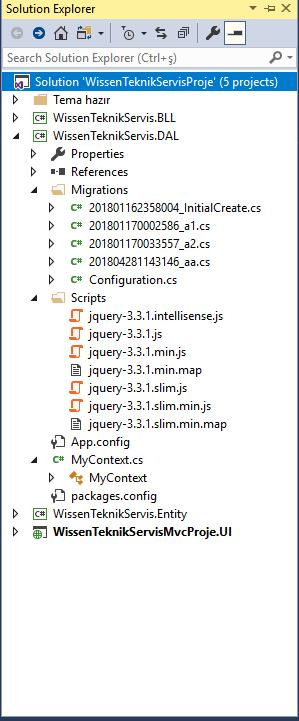 Solution Explorer
Search Solution Explorer (Ctrl+ş)
Solution 'WissenTeknikServisProje' (5 projects)
Tema hazır
WissenTeknikServis.BLL
WissenTeknikServis.DAL
Properties
References
Migrations
201801162358004_InitialCreate.cs
201801170002586_a1.cs
201801170033557_a2.cs
201804281143146_aa.cs
Configuration.cs
Scripts
jquery-3.3.1.intellisense.js
jquery-3.3.1.js
jquery-3.3.1.min.js
jquery-3.3.1.min.map
jquery-3.3.1.slim.js
jquery-3.3.1.slim.min.js
jquery-3.3.1.slim.min.map
App.config
MyContext.cs
MyContext
packages.config
WissenTeknikServis.Entity
WissenTeknikServisMvcProje.UI